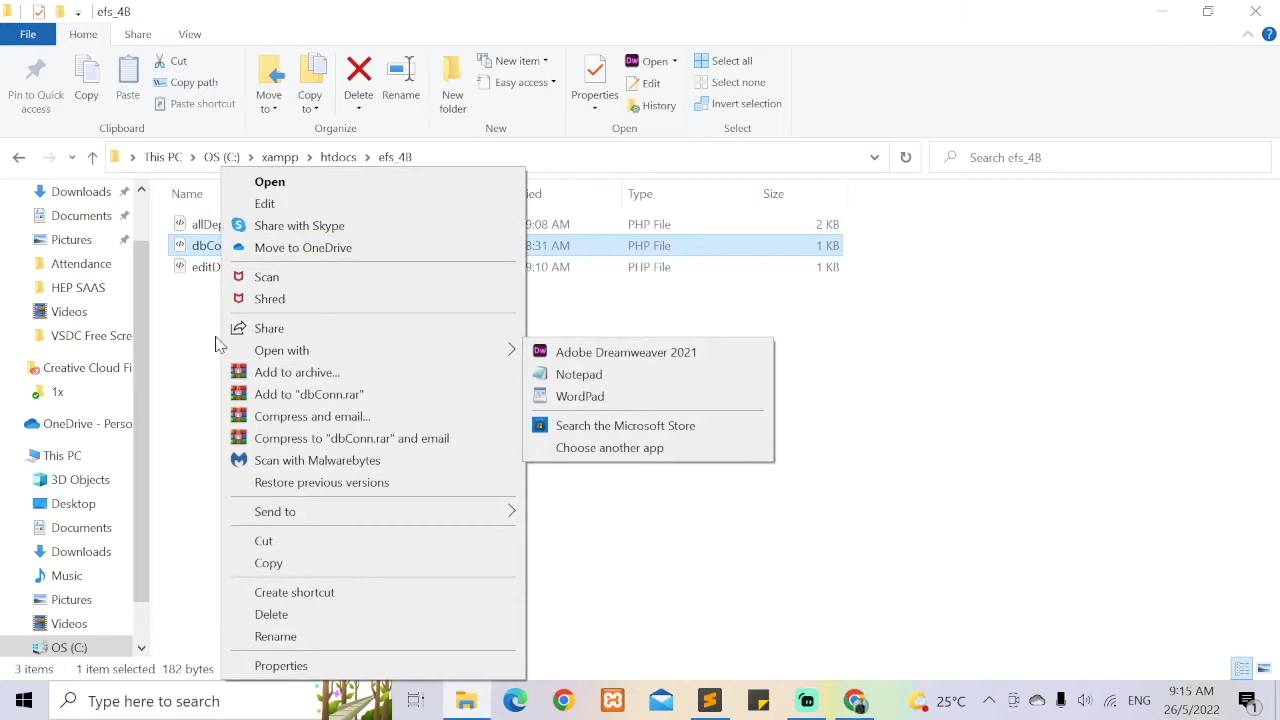 efs_4B
File Home Share View
Pin to Quick access
Copy
Paste
Cut
Copy path
Paste shortcut
Clipboard
Move to
Copy to
Delete
Rename
Organize
New folder
New item
Easy access
New
Properties
Open
Edit
History
Open
Select all
Select none
Invert selection
Select
This PC OS (C:) xampp htdocs efs_4B
Search efs_4B
Name
Type
Size
9:08 AM PHP File 2 KB
8:31 AM PHP File 1 KB
9:10 AM PHP File 1 KB
Downloads
Documents
Pictures
Attendance
HEP SAAS
Videos
VSDC Free Scre
Creative Cloud Fi
1x
OneDrive - Perso
This PC
3D Objects
Desktop
Documents
Downloads
Music
Pictures
Videos
OS (C:)
Open
Edit
Share with Skype
Move to OneDrive
Scan
Shred
Share
Open with
Add to archive...
Add to "dbConn.rar"
Compress and email...
Compress to "dbConn.rar" and email
Scan with Malwarebytes
Restore previous versions
Send to
Cut
Copy
Create shortcut
Delete
Rename
Properties
Adobe Dreamweaver 2021
Notepad
WordPad
Search the Microsoft Store
Choose another app
3 items 1 item selected 182 bytes
Type here to search
25°C
ENG
9:15 AM
26/5/2022